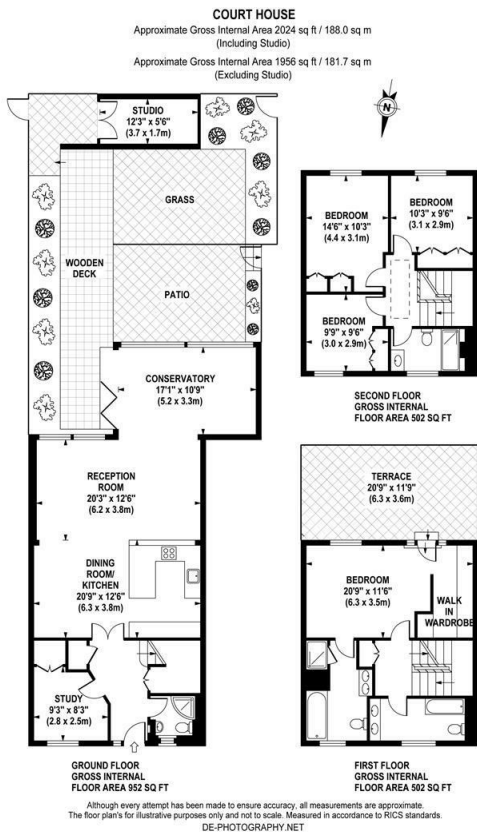 COURT HOUSE
Approximate Gross Internal Area 2024 sq ft / 188.0 sq m
(Including Studio)
Approximate Gross Internal Area 1956 sq ft / 181.7 sq m
(Excluding Studio)
N
STUDIO
12'3" x 5'6"
(3.7 x 1.7m)
GRASS
WOODEN
DECK
PATIO
CONSERVATORY
17'1" x 10'9"
(5.2 x 3.3m)
RECEPTION
ROOM
20'3" x 12'6"
(6.2 x 3.8m)
DINING
ROOM/
KITCHEN
20'9" x 12'6"
(6.3 x 3.8m)
STUDY
9'3" x 8'3"
(2.8 x 2.5m)
GROUND FLOOR
GROSS INTERNAL
FLOOR AREA 952 SQ FT
BEDROOM
14'6" x 10'3"
(4.4 x 3.1m)
BEDROOM
10'3" x 9'6"
(3.1 x 2.9m)
BEDROOM
9'9" x 9'6"
(3.0 x 2.9m)
SECOND FLOOR
GROSS INTERNAL
FLOOR AREA 502 SQ FT
TERRACE
20'9" x 11'9"
(6.3 x 3.6m)
BEDROOM
20'9" x 11'6"
(6.3 x 3.5m)
WALK
IN
WARDROBE
FIRST FLOOR
GROSS INTERNAL
FLOOR AREA 502 SQ FT
Although every attempt has been made to ensure accuracy, all measurements are approximate.
The floor plan's for illustrative purposes only and not to scale. Measured in accordance to RICS standards.
DE-PHOTOGRAPHY.NET